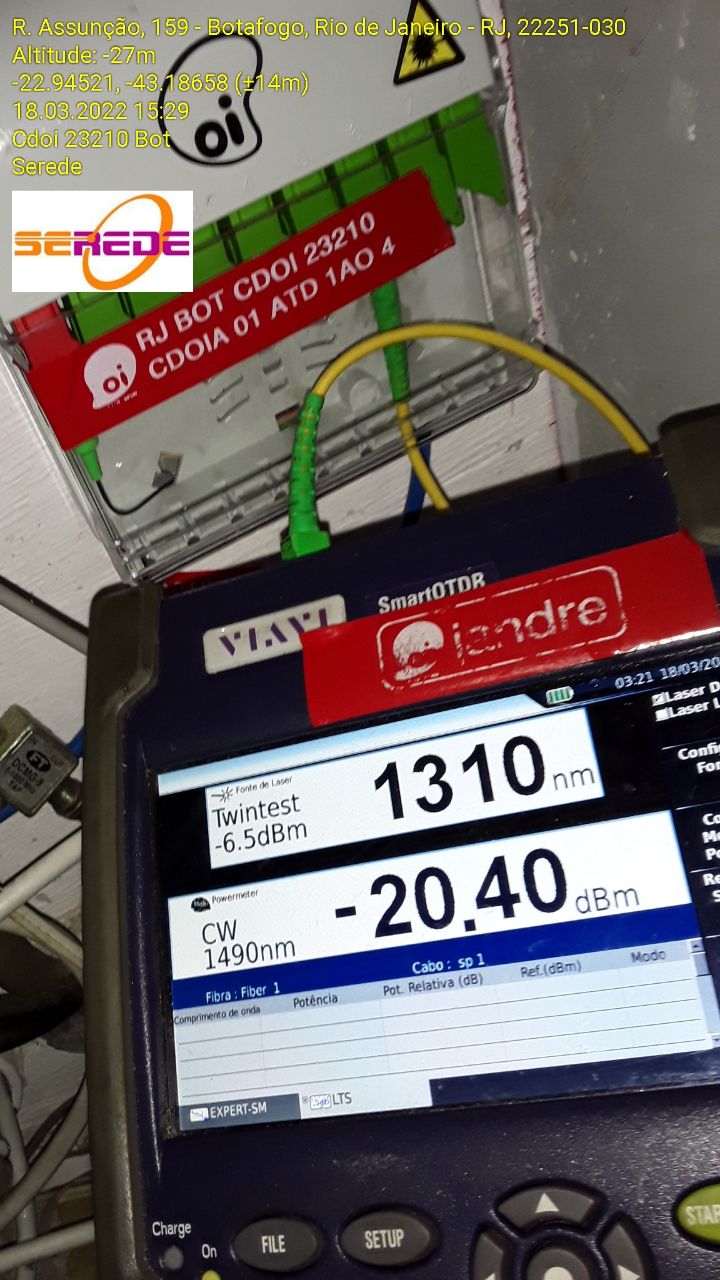 R. Assunção, 159 - Botafogo, Rio de Janeiro - RJ, 22251-030
Altitude: -27m
-22.94521, -43.18658 (±14m)
18.03.2022 15:29
Cdoi 23210 Bot
Serede
oi
SEREDE
RJ BOT CDOI 23210
CDOIA 01 ATD 1AO 4
oi
VIAVI
SmartOTDR
03:21 18/03/20
Laser
Laser
Fonte de Laser
Twintest
-6.5dBm
1310 nm
Powermeter
CW
1490nm
-20.40 dBm
Fibra : Fiber 1
Cabo : sp 1
Comprimento de onda
Potência
Pot. Relativa (dB)
Ref.(dBm)
Modo
EXPERT-SM
LTS
Charge
On
FILE
SETUP
STAR